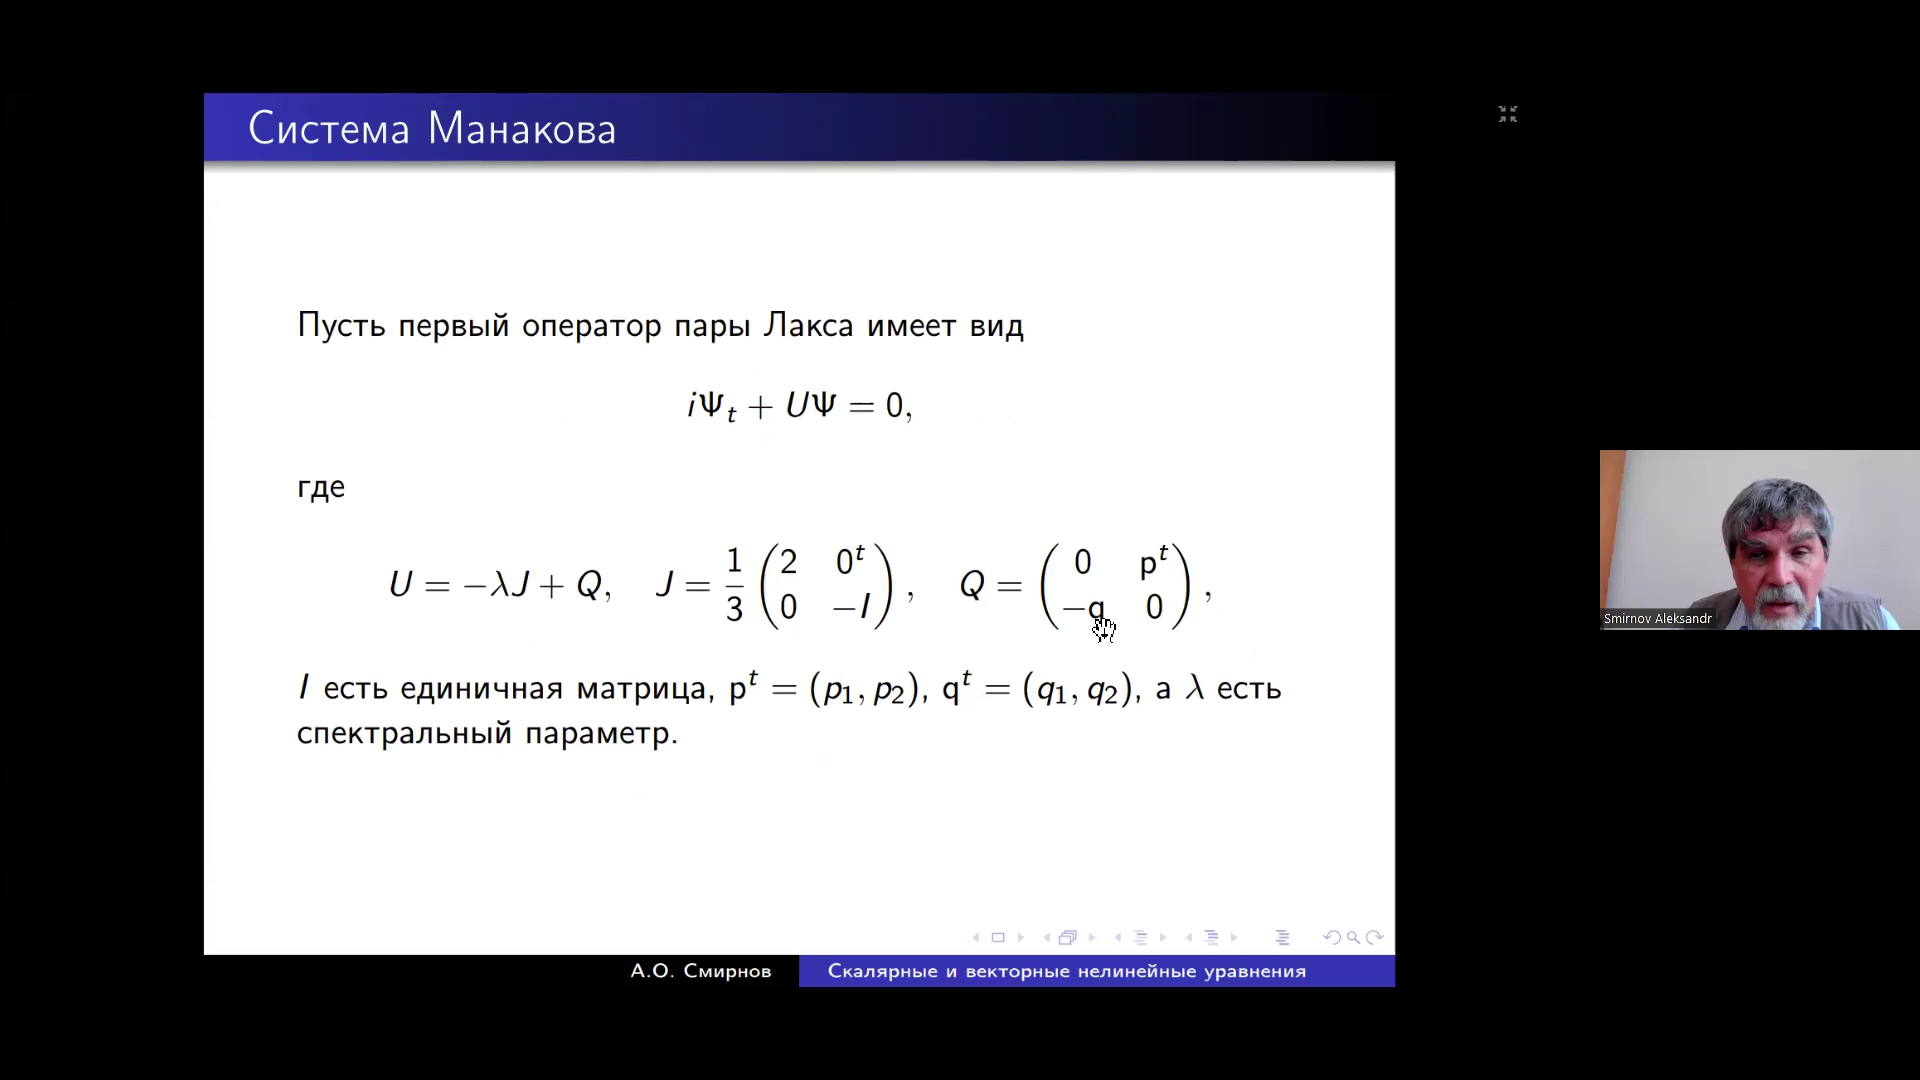 Система Манакова
Пусть первый оператор пары Лакса имеет вид
iΨ_t + UΨ = 0,
где
U = −λJ + Q, J = 1/3 (2 0^t; 0 −I), Q = (0 p^t; −q 0),
I есть единичная матрица, p^t = (p_1, p_2), q^t = (q_1, q_2), а λ есть
спектральный параметр.
А.О. Смирнов
Скалярные и векторные нелинейные уравнения
Smirnov Aleksandr